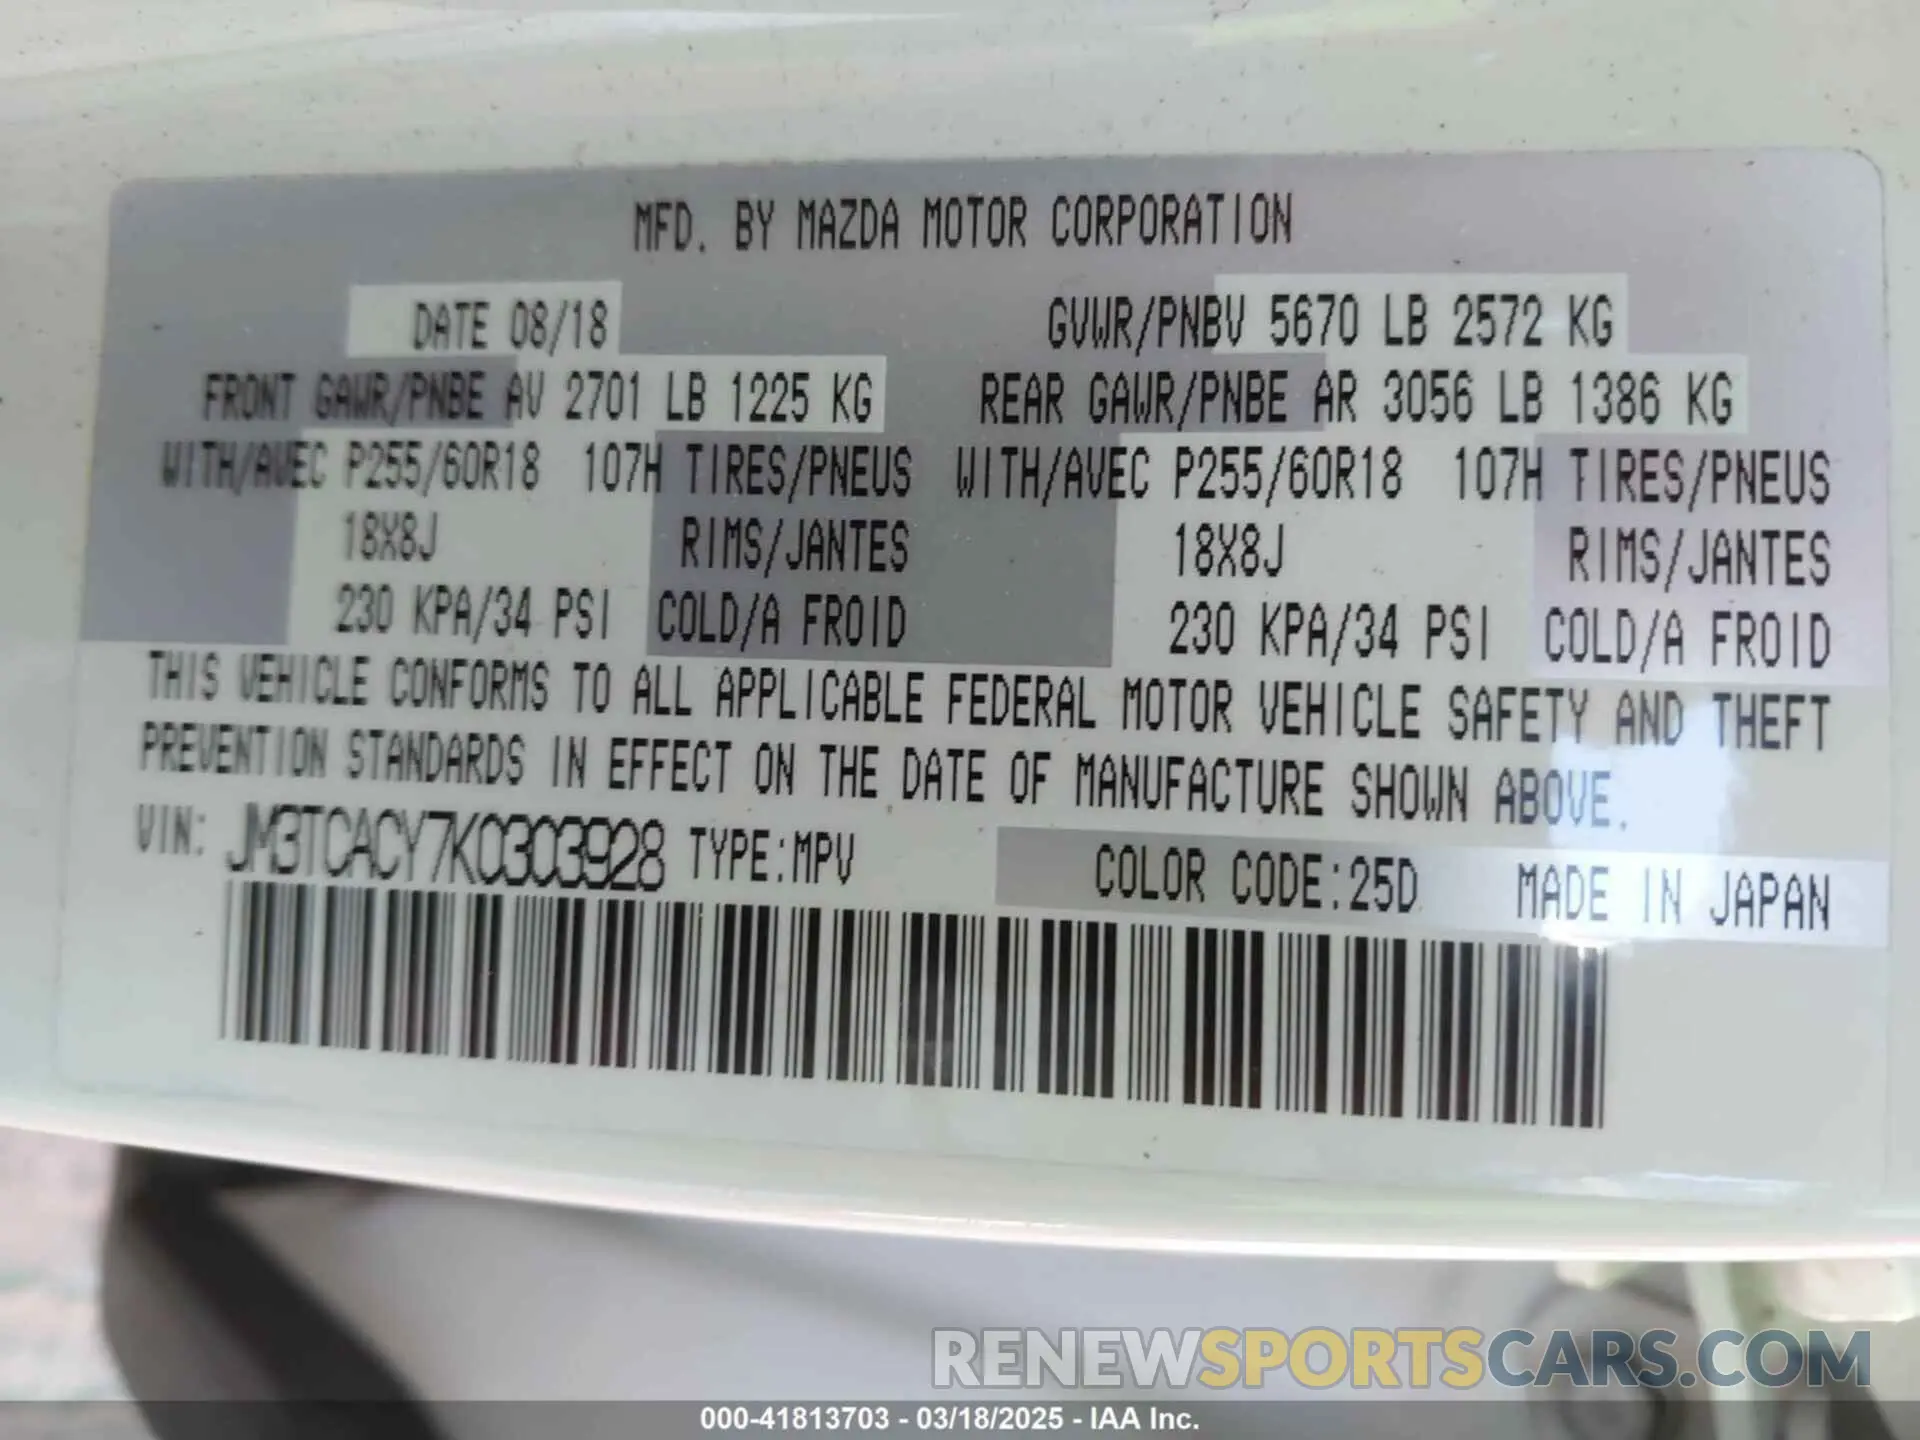 MFD. BY MAZDA MOTOR CORPORATION
DATE 08/18 GVWR/PNBV 5670 LB 2572 KG
FRONT GAWR/PNBE AV 2701 LB 1225 KG REAR GAWR/PNBE AR 3056 LB 1386 KG
WITH/AVEC P255/60R18 107H TIRES/PNEUS WITH/AVEC P255/60R18 107H TIRES/PNEUS
18X8J RIMS/JANTES 18X8J RIMS/JANTES
230 KPA/34 PSI COLD/A FROID 230 KPA/34 PSI COLD/A FROID
THIS VEHICLE CONFORMS TO ALL APPLICABLE FEDERAL MOTOR VEHICLE SAFETY AND THEFT
PREVENTION STANDARDS IN EFFECT ON THE DATE OF MANUFACTURE SHOWN ABOVE.
VIN: JM3TCACY7K0303928 TYPE:MPV COLOR CODE:25D MADE IN JAPAN
RENEWSPORTSCARS.COM
000-41813703 - 03/18/2025 - IAA Inc.